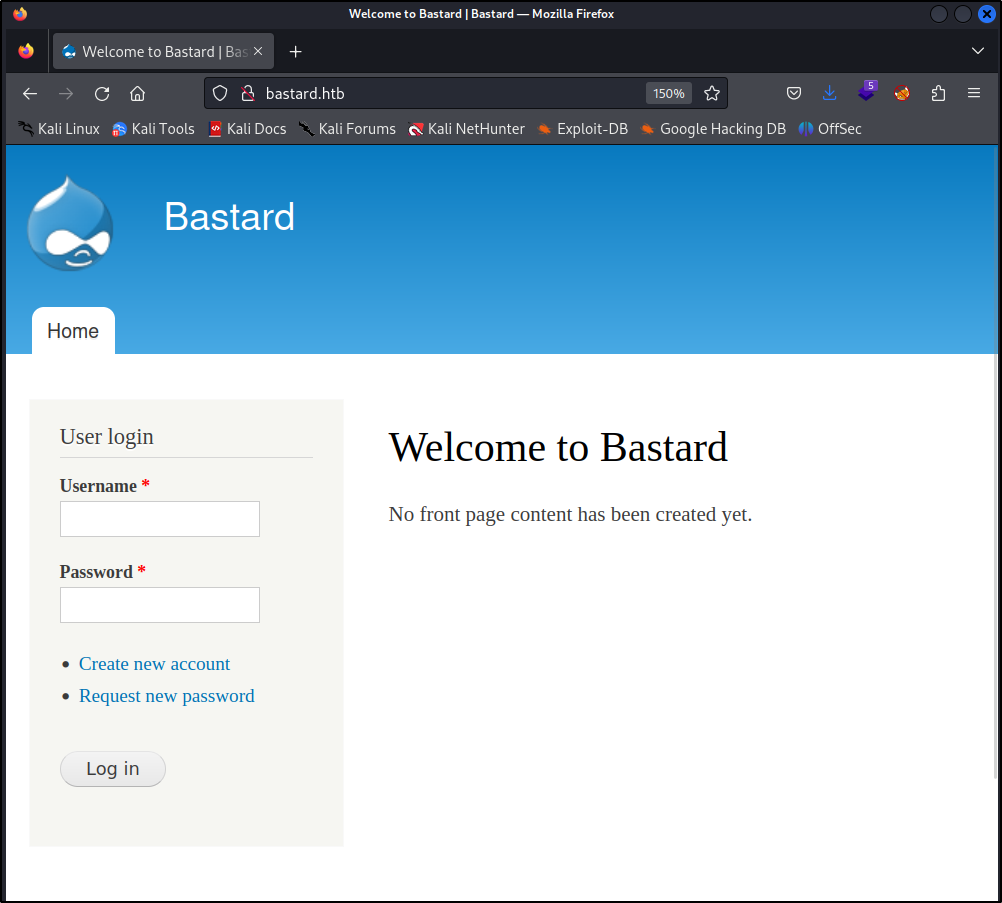 Welcome to Bastard | Bastard — Mozilla Firefox
Welcome to Bastard | Bas
bastard.htb 150% 5
Kali Linux Kali Tools Kali Docs Kali Forums Kali NetHunter Exploit-DB Google Hacking DB OffSec
Bastard
Home
User login
Username *
Password *
Create new account
Request new password
Log in
Welcome to Bastard
No front page content has been created yet.